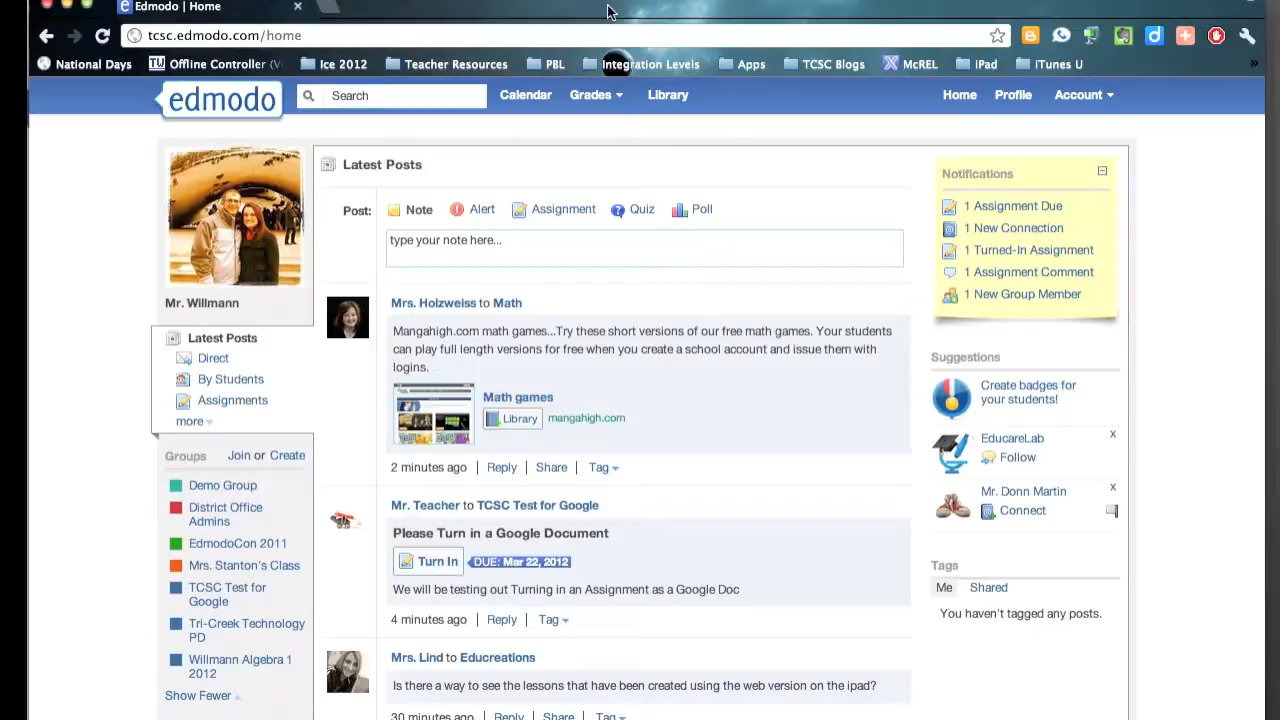 Edmodo | Home
tcsc.edmodo.com/home
National Days
Offline Controller (V
Ice 2012
Teacher Resources
PBL
Integration Levels
Apps
TCSC Blogs
McREL
iPad
iTunes U
edmodo
Search
Calendar
Grades
Library
Home
Profile
Account
Mr. Willmann
Latest Posts
Direct
By Students
Assignments
more
Groups
Join or Create
Demo Group
District Office
Admins
EdmodoCon 2011
Mrs. Stanton's Class
TCSC Test for
Google
Tri-Creek Technology
PD
Willmann Algebra 1
2012
Show Fewer
Latest Posts
Post:
Note
Alert
Assignment
Quiz
Poll
type your note here...
Mrs. Holzweiss to Math
Mangahigh.com math games...Try these short versions of our free math games. Your students
can play full length versions for free when you create a school account and issue them with
logins.
Math games
Library
mangahigh.com
2 minutes ago | Reply | Share | Tag
Mr. Teacher to TCSC Test for Google
Please Turn in a Google Document
Turn In
DUE: Mar 22, 2012
We will be testing out Turning in an Assignment as a Google Doc
4 minutes ago | Reply | Tag
Mrs. Lind to Educreations
Is there a way to see the lessons that have been created using the web version on the ipad?
30 minutes ago | Reply | Share | Tag
Notifications
1 Assignment Due
1 New Connection
1 Turned-In Assignment
1 Assignment Comment
1 New Group Member
Suggestions
Create badges for
your students!
EducareLab
x
Follow
Mr. Donn Martin
x
Connect
Tags
Me
Shared
You haven't tagged any posts.